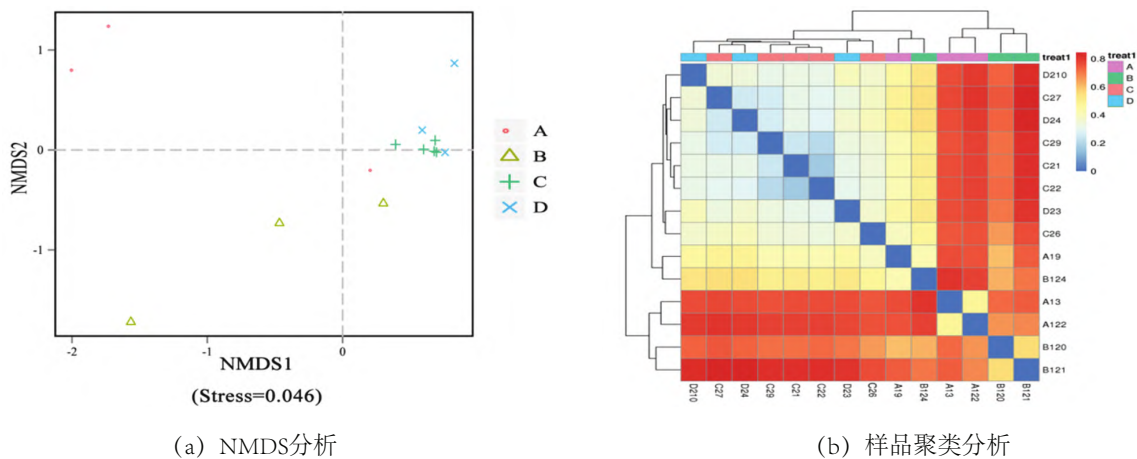 1
0
-1
NMDS2
-2
-1
0
NMDS1
(Stress=0.046)
A
B
C
D
(a) NMDS分析
treat1
D210
C27
D24
C29
C21
C22
D23
C26
A19
B124
A13
A122
B120
B121
D210
C27
D24
C29
C21
C22
D23
C26
A19
B124
A13
A122
B120
B121
0.8
0.6
0.4
0.2
0
treat1
A
B
C
D
(b) 样品聚类分析